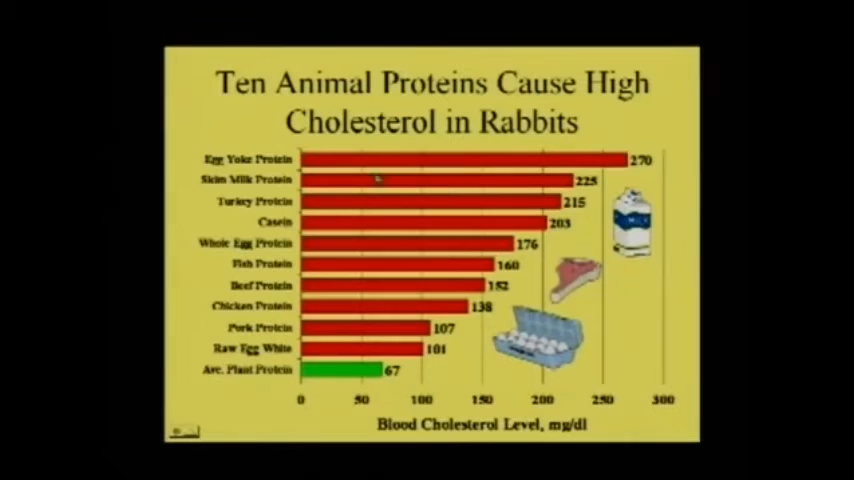 Ten Animal Proteins Cause High
Cholesterol in Rabbits
Egg Yoke Protein 270
Skim Milk Protein 225
Turkey Protein 215
Casein 203
Whole Egg Protein 176
Fish Protein 160
Beef Protein 152
Chicken Protein 138
Pork Protein 107
Raw Egg White 101
Ave. Plant Protein 67
0 50 100 150 200 250 300
Blood Cholesterol Level, mg/dl